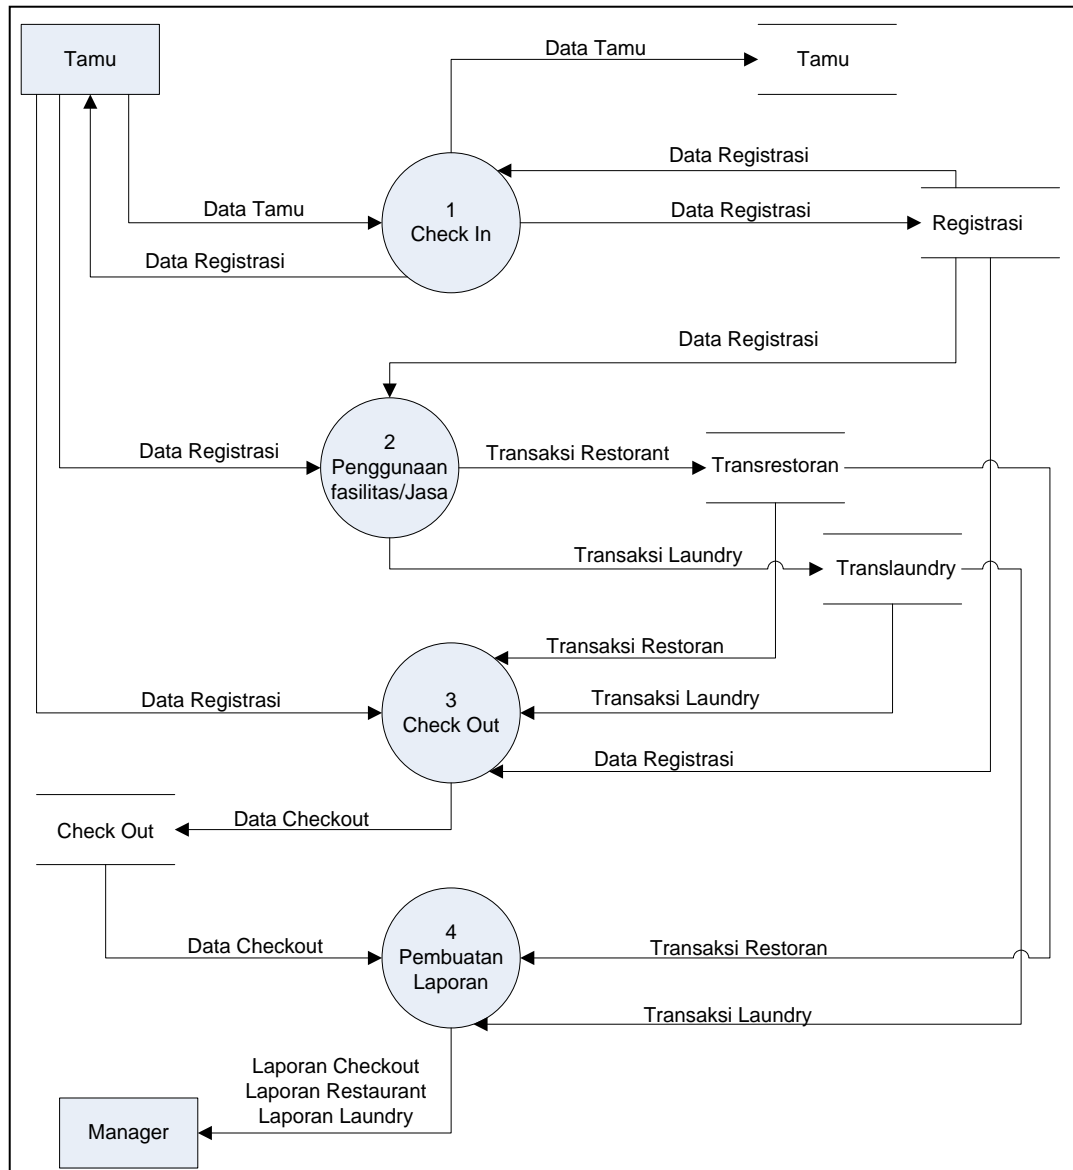 Tamu
Data Tamu
Tamu
Data Registrasi
1
Check In
Data Tamu
Data Registrasi
Registrasi
Data Registrasi
Data Registrasi
2
Penggunaan
fasilitas/Jasa
Data Registrasi
Transaksi Restorant
Transrestoran
Transaksi Laundry
Translaundry
Transaksi Restoran
3
Check Out
Data Registrasi
Transaksi Laundry
Data Registrasi
Check Out
Data Checkout
4
Pembuatan
Laporan
Data Checkout
Transaksi Restoran
Transaksi Laundry
Laporan Checkout
Laporan Restaurant
Laporan Laundry
Manager